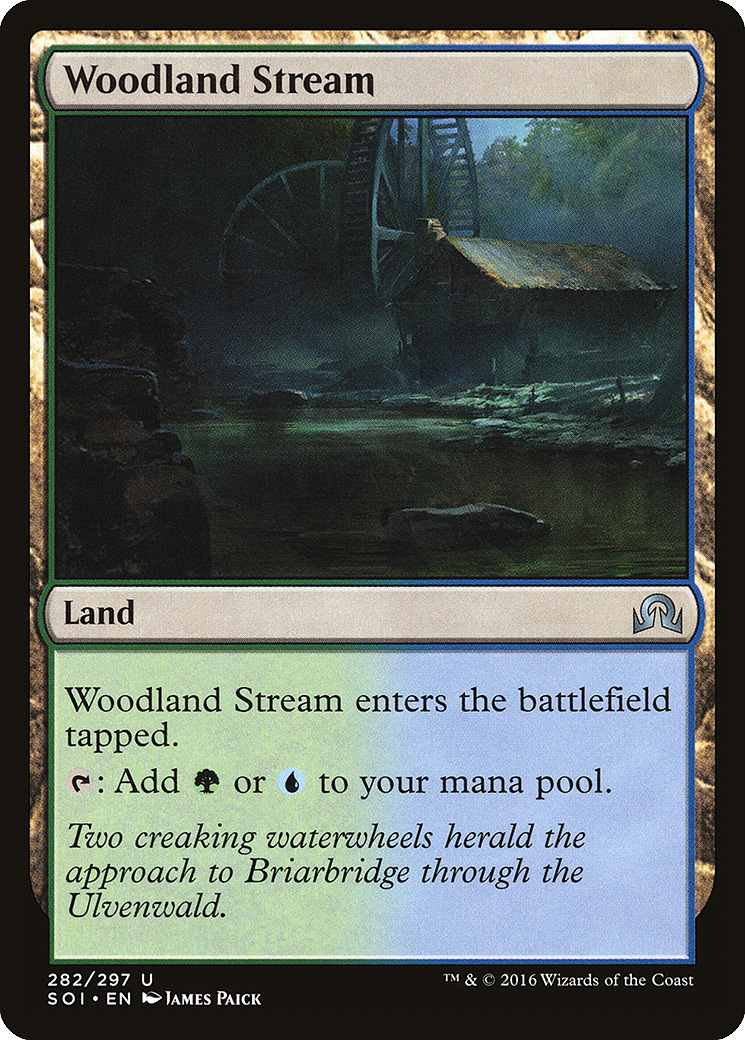 Woodland Stream
Land
Woodland Stream enters the battlefield
tapped.
: Add or to your mana pool.
Two creaking waterwheels herald the
approach to Briarbridge through the
Ulvenwald.
282/297 U
SOI • EN James Paick
™ & © 2016 Wizards of the Coast